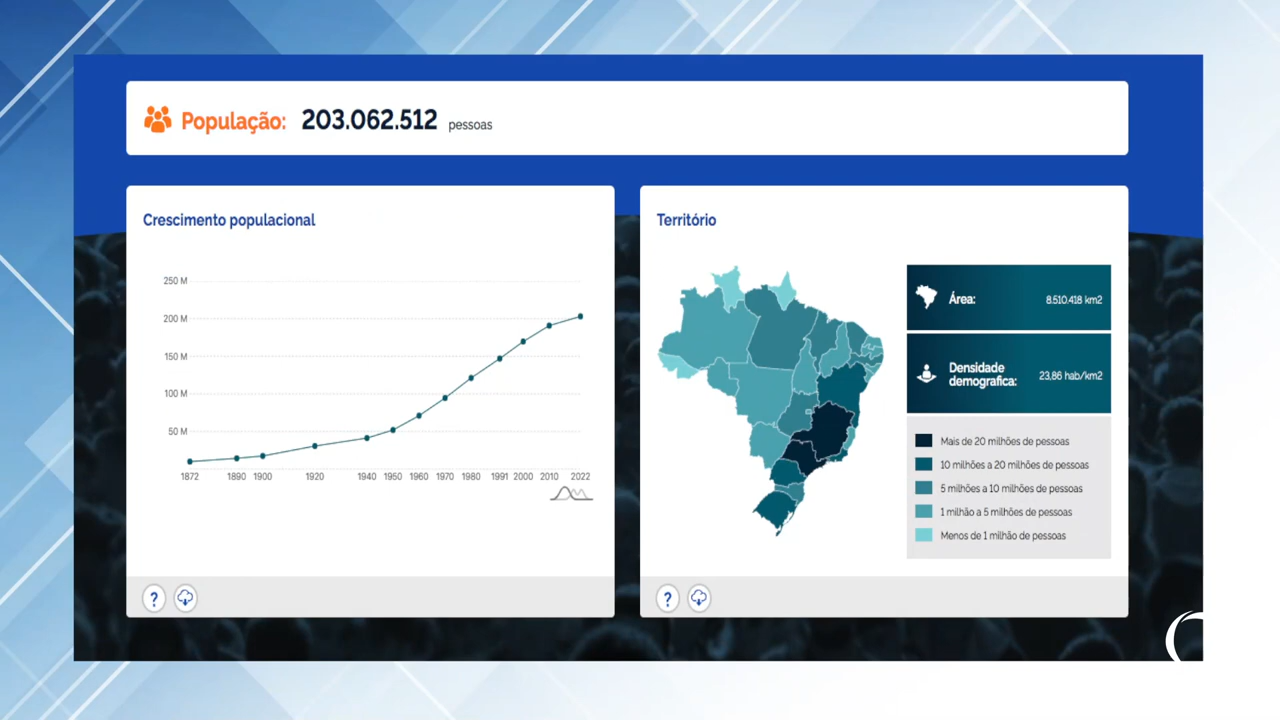 População: 203.062.512 pessoas
Crescimento populacional
250 M
200 M
150 M
100 M
50 M
1872 1890 1900 1920 1940 1950 1960 1970 1980 1991 2000 2010 2022
?
Território
Área: 8.510.418 km2
Densidade
demografica: 23,86 hab/km2
Mais de 20 milhões de pessoas
10 milhões a 20 milhões de pessoas
5 milhões a 10 milhões de pessoas
1 milhão a 5 milhões de pessoas
Menos de 1 milhão de pessoas
?